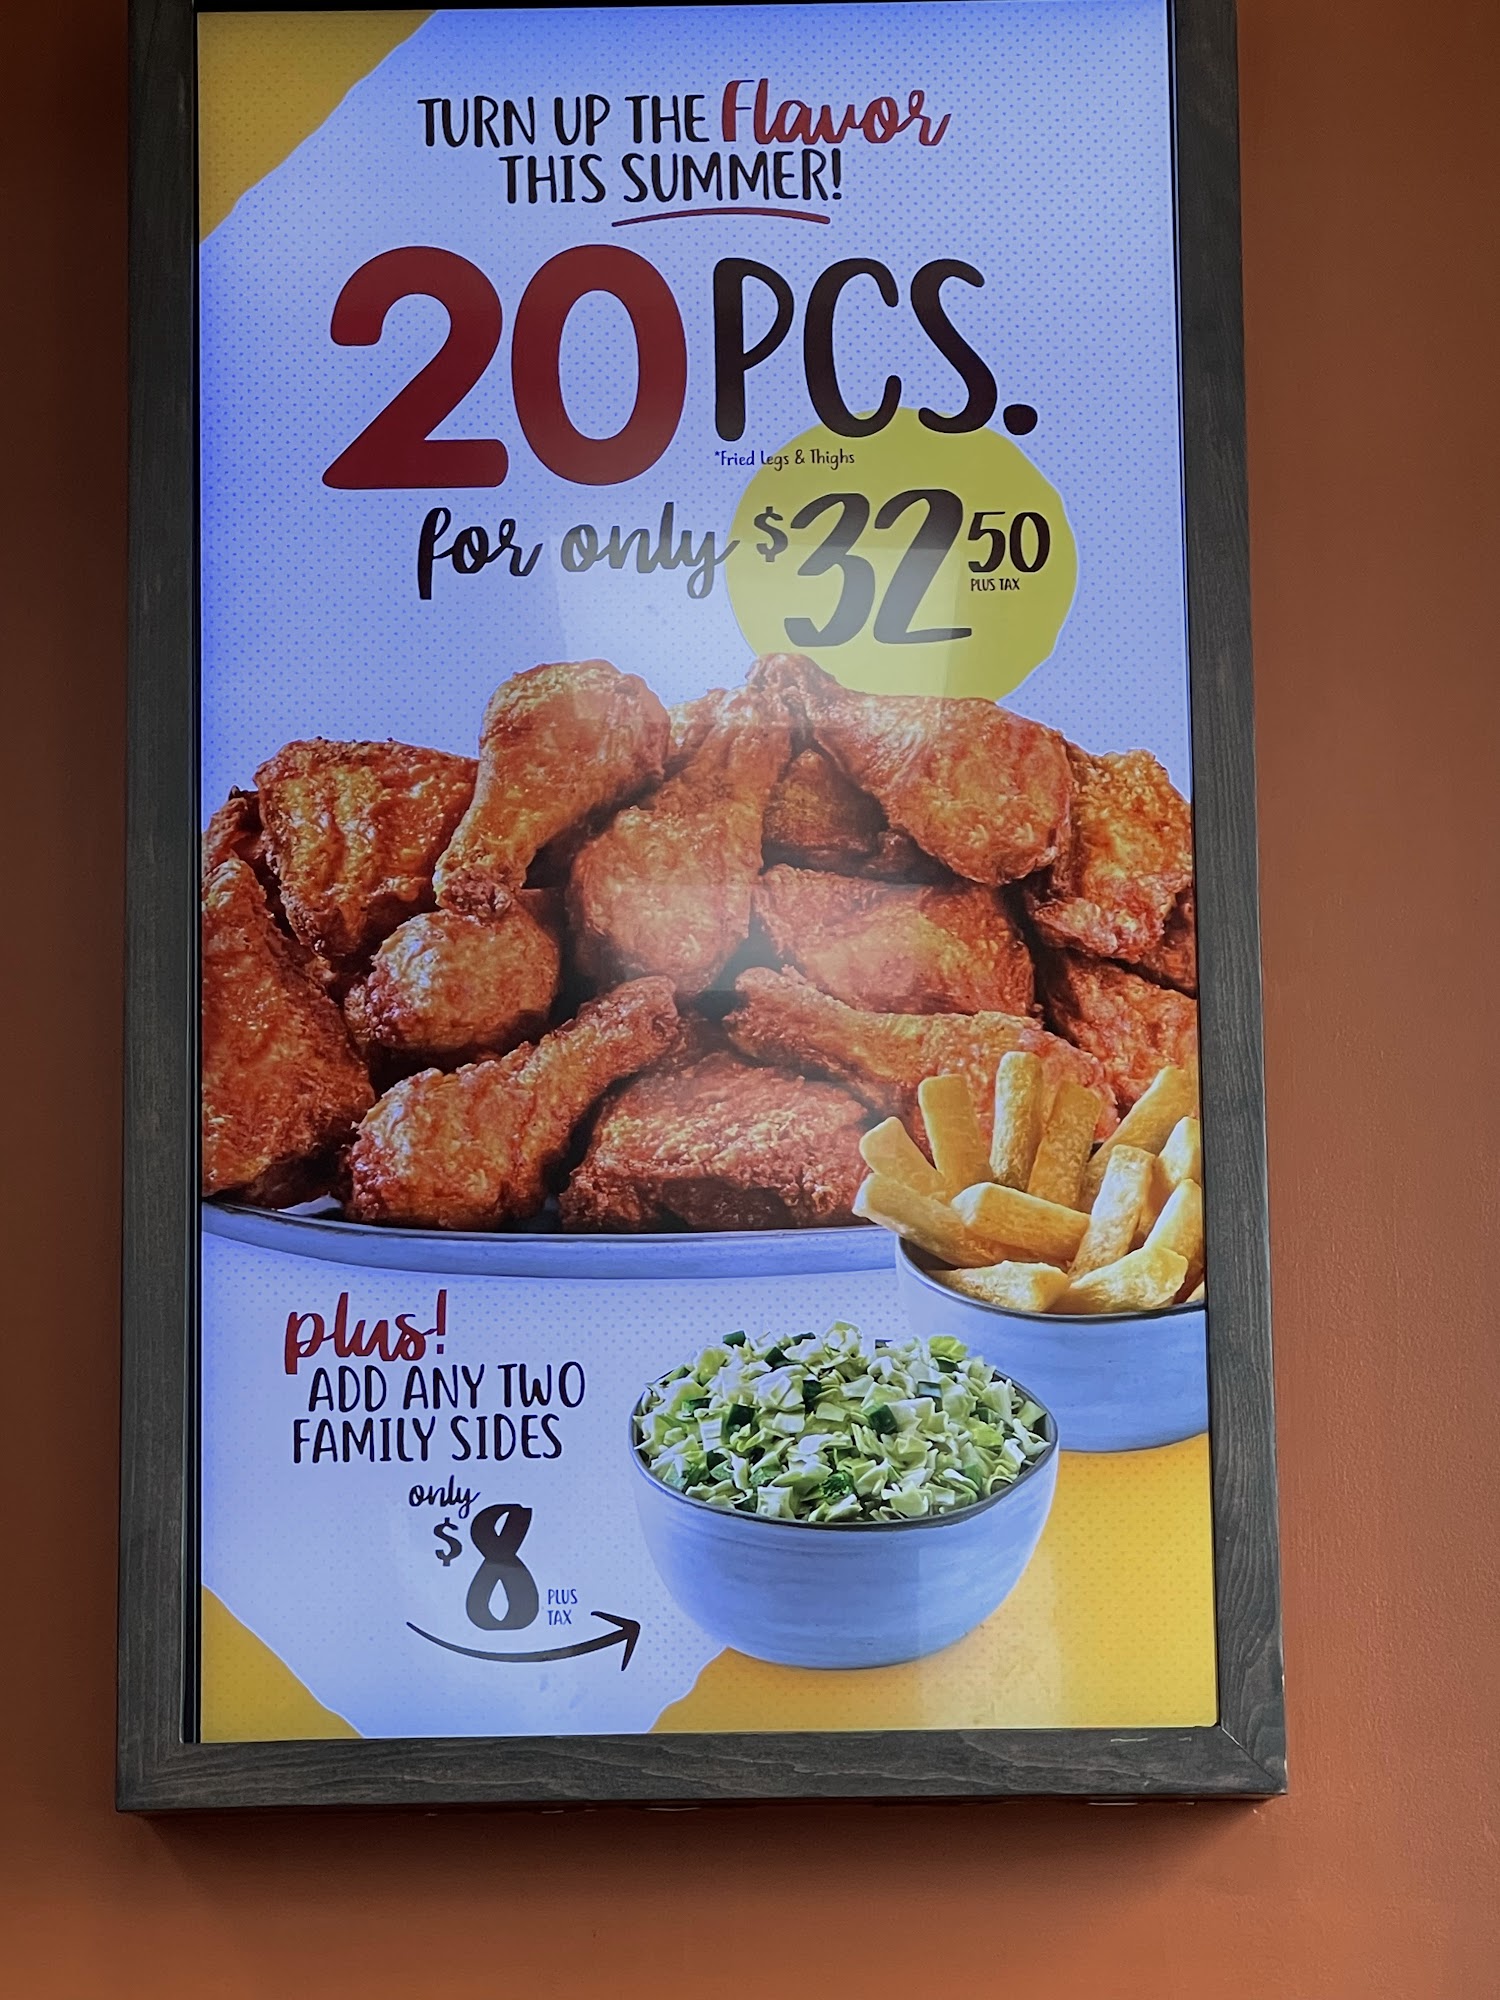 TURN UP THE Flavor
THIS SUMMER!
20 PCS.
*Fried Legs & Thighs
for only $32 50
PLUS TAX
plus!
ADD ANY TWO
FAMILY SIDES
only
$8 PLUS
TAX